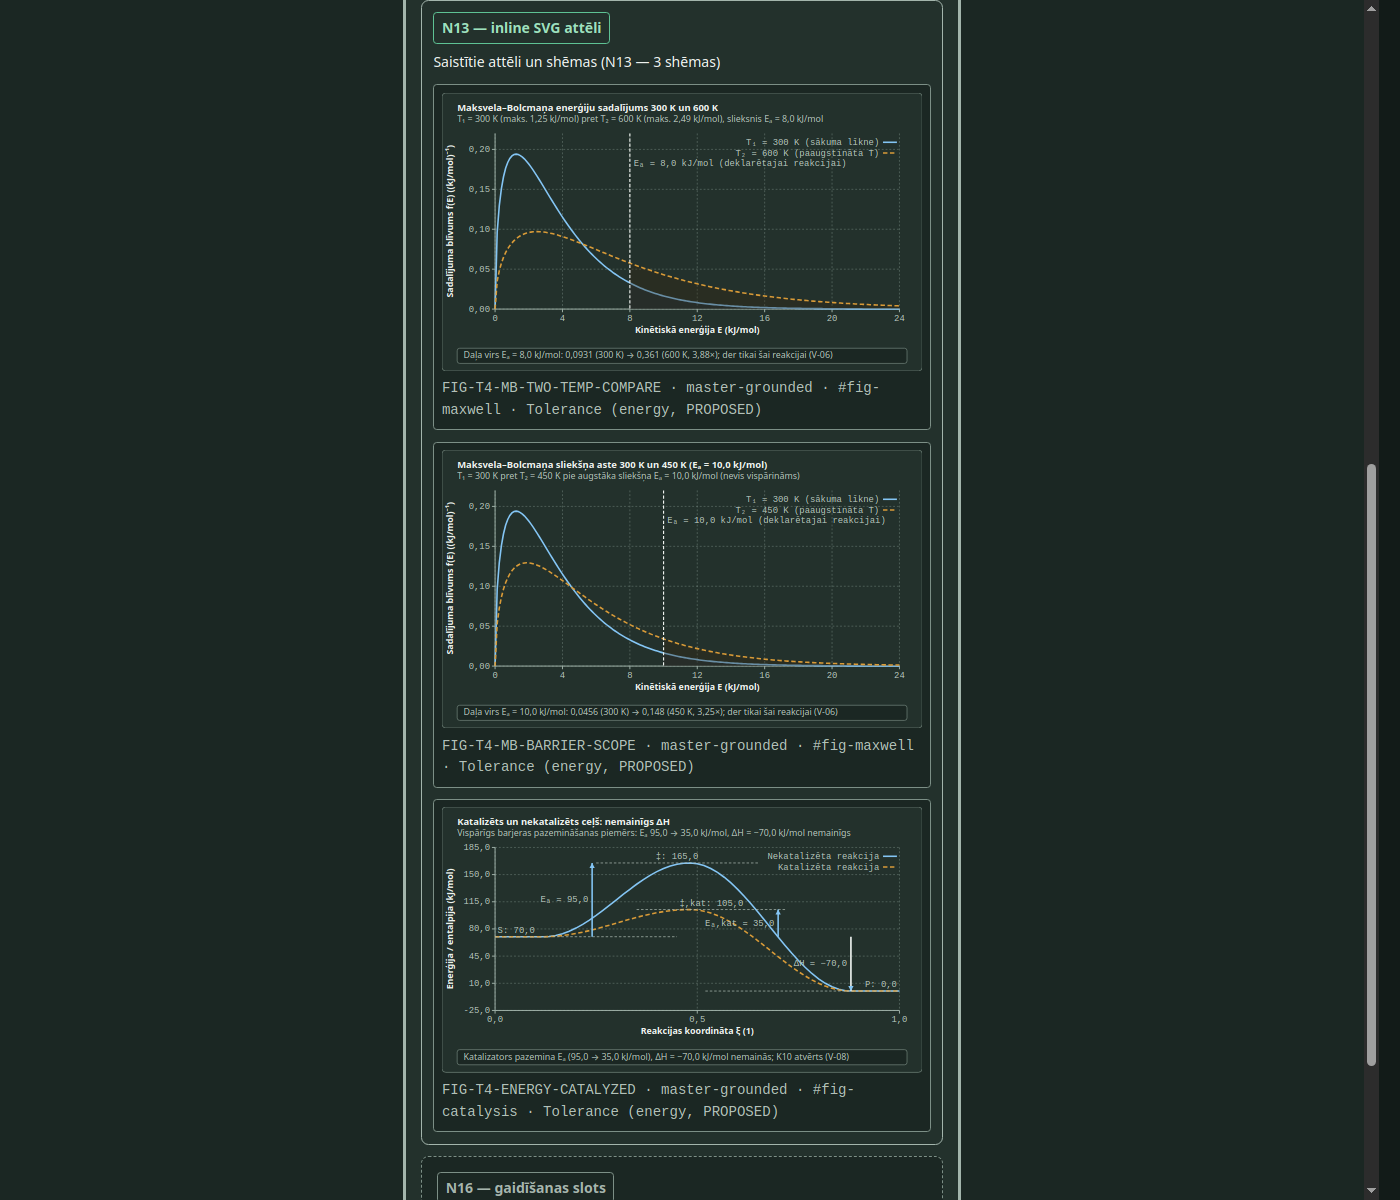 N13 — inline SVG attēli
Saistītie attēli un shēmas (N13 — 3 shēmas)
Maksvela–Bolcmaņa enerģiju sadalījums 300 K un 600 K
T₁ = 300 K (maks. 1,25 kJ/mol) pret T₂ = 600 K (maks. 2,49 kJ/mol), slieksnis Eₐ = 8,0 kJ/mol
T₁ = 300 K (sākuma līkne)
T₂ = 600 K (paaugstināta T)
Eₐ = 8,0 kJ/mol (deklarētajai reakcijai)
Sadalījuma blīvums f(E) ((kJ/mol)⁻¹)
0,20
0,15
0,10
0,05
0,00
0 4 8 12 16 20 24
Kinētiskā enerģija E (kJ/mol)
Daļa virs Eₐ = 8,0 kJ/mol: 0,0931 (300 K) → 0,361 (600 K, 3,88×); der tikai šai reakcijai (V-06)
FIG-T4-MB-TWO-TEMP-COMPARE · master-grounded · #fig-
maxwell · Tolerance (energy, PROPOSED)
Maksvela–Bolcmaņa sliekšņa aste 300 K un 450 K (Eₐ = 10,0 kJ/mol)
T₁ = 300 K pret T₂ = 450 K pie augstāka sliekšņa Eₐ = 10,0 kJ/mol (nevis vispārināms)
T₁ = 300 K (sākuma līkne)
T₂ = 450 K (paaugstināta T)
Eₐ = 10,0 kJ/mol (deklarētajai reakcijai)
Sadalījuma blīvums f(E) ((kJ/mol)⁻¹)
0,20
0,15
0,10
0,05
0,00
0 4 8 12 16 20 24
Kinētiskā enerģija E (kJ/mol)
Daļa virs Eₐ = 10,0 kJ/mol: 0,0456 (300 K) → 0,148 (450 K, 3,25×); der tikai šai reakcijai (V-06)
FIG-T4-MB-BARRIER-SCOPE · master-grounded · #fig-maxwell
· Tolerance (energy, PROPOSED)
Katalizēts un nekatalizēts ceļš: nemainīgs ΔH
Vispārīgs barjeras pazemināšanas piemērs: Eₐ 95,0 → 35,0 kJ/mol, ΔH = −70,0 kJ/mol nemainīgs
Nekatalizēta reakcija
Katalizēta reakcija
Enerģija / entalpija (kJ/mol)
185,0
150,0
115,0
80,0
45,0
10,0
-25,0
‡: 165,0
Eₐ = 95,0
‡,kat: 105,0
Eₐ,kat = 35,0
S: 70,0
ΔH = −70,0
P: 0,0
0,0 0,5 1,0
Reakcijas koordināta ξ (1)
Katalizators pazemina Eₐ (95,0 → 35,0 kJ/mol), ΔH = −70,0 kJ/mol nemainās; K10 atvērts (V-08)
FIG-T4-ENERGY-CATALYZED · master-grounded · #fig-
catalysis · Tolerance (energy, PROPOSED)
N16 — gaidīšanas slots